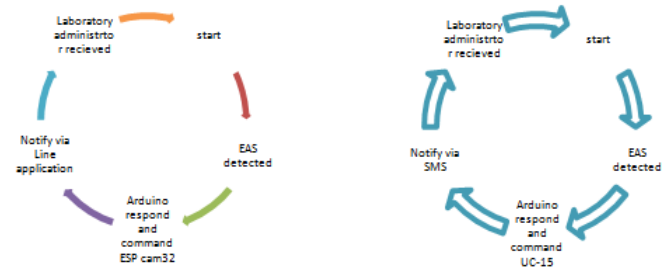 Laboratory
administrto
r recieved
start
EAS
detected
Arduino
respond
and
command
ESP cam32
Notify via
Line
application
Laboratory
administrto
r recieved
start
EAS
detected
Arduino
respond
and
command
UC-15
Notify via
SMS